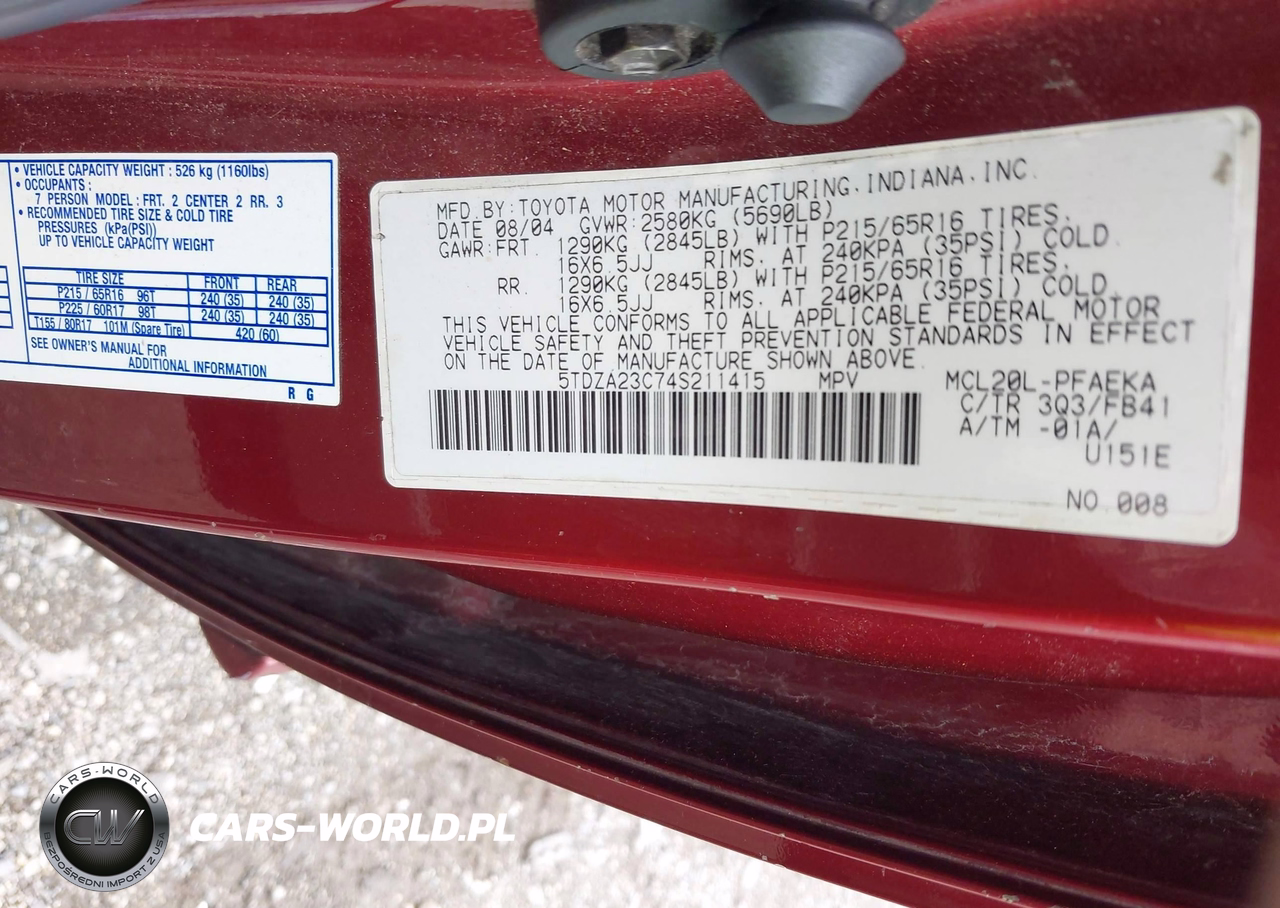 • VEHICLE CAPACITY WEIGHT : 526 kg (1160lbs)
• OCCUPANTS :
7 PERSON MODEL : FRT. 2 CENTER 2 RR. 3
• RECOMMENDED TIRE SIZE & COLD TIRE
PRESSURES (kPa(PSI))
UP TO VEHICLE CAPACITY WEIGHT
TIRE SIZE FRONT REAR
P215 / 65R16 96T 240 (35) 240 (35)
P225 / 60R17 98T 240 (35) 240 (35)
T155 / 80R17 101M (Spare Tire) 420 (60)
SEE OWNER'S MANUAL FOR
ADDITIONAL INFORMATION
R G
MFD. BY: TOYOTA MOTOR MANUFACTURING, INDIANA, INC.
DATE 08/04 GVWR: 2580KG (5690LB)
GAWR: FRT. 1290KG (2845LB) WITH P215/65R16 TIRES,
16X6.5JJ RIMS, AT 240KPA (35PSI) COLD.
RR. 1290KG (2845LB) WITH P215/65R16 TIRES,
16X6.5JJ RIMS, AT 240KPA (35PSI) COLD.
THIS VEHICLE CONFORMS TO ALL APPLICABLE FEDERAL MOTOR
VEHICLE SAFETY AND THEFT PREVENTION STANDARDS IN EFFECT
ON THE DATE OF MANUFACTURE SHOWN ABOVE.
5TDZA23C74S211415 MPV MCL20L-PFAEKA
C/TR 3Q3/FB41
A/TM -01A/
U151E
NO.008
CARS-WORLD
CW
BEZPOŚREDNI IMPORT Z USA
CARS-WORLD.PL